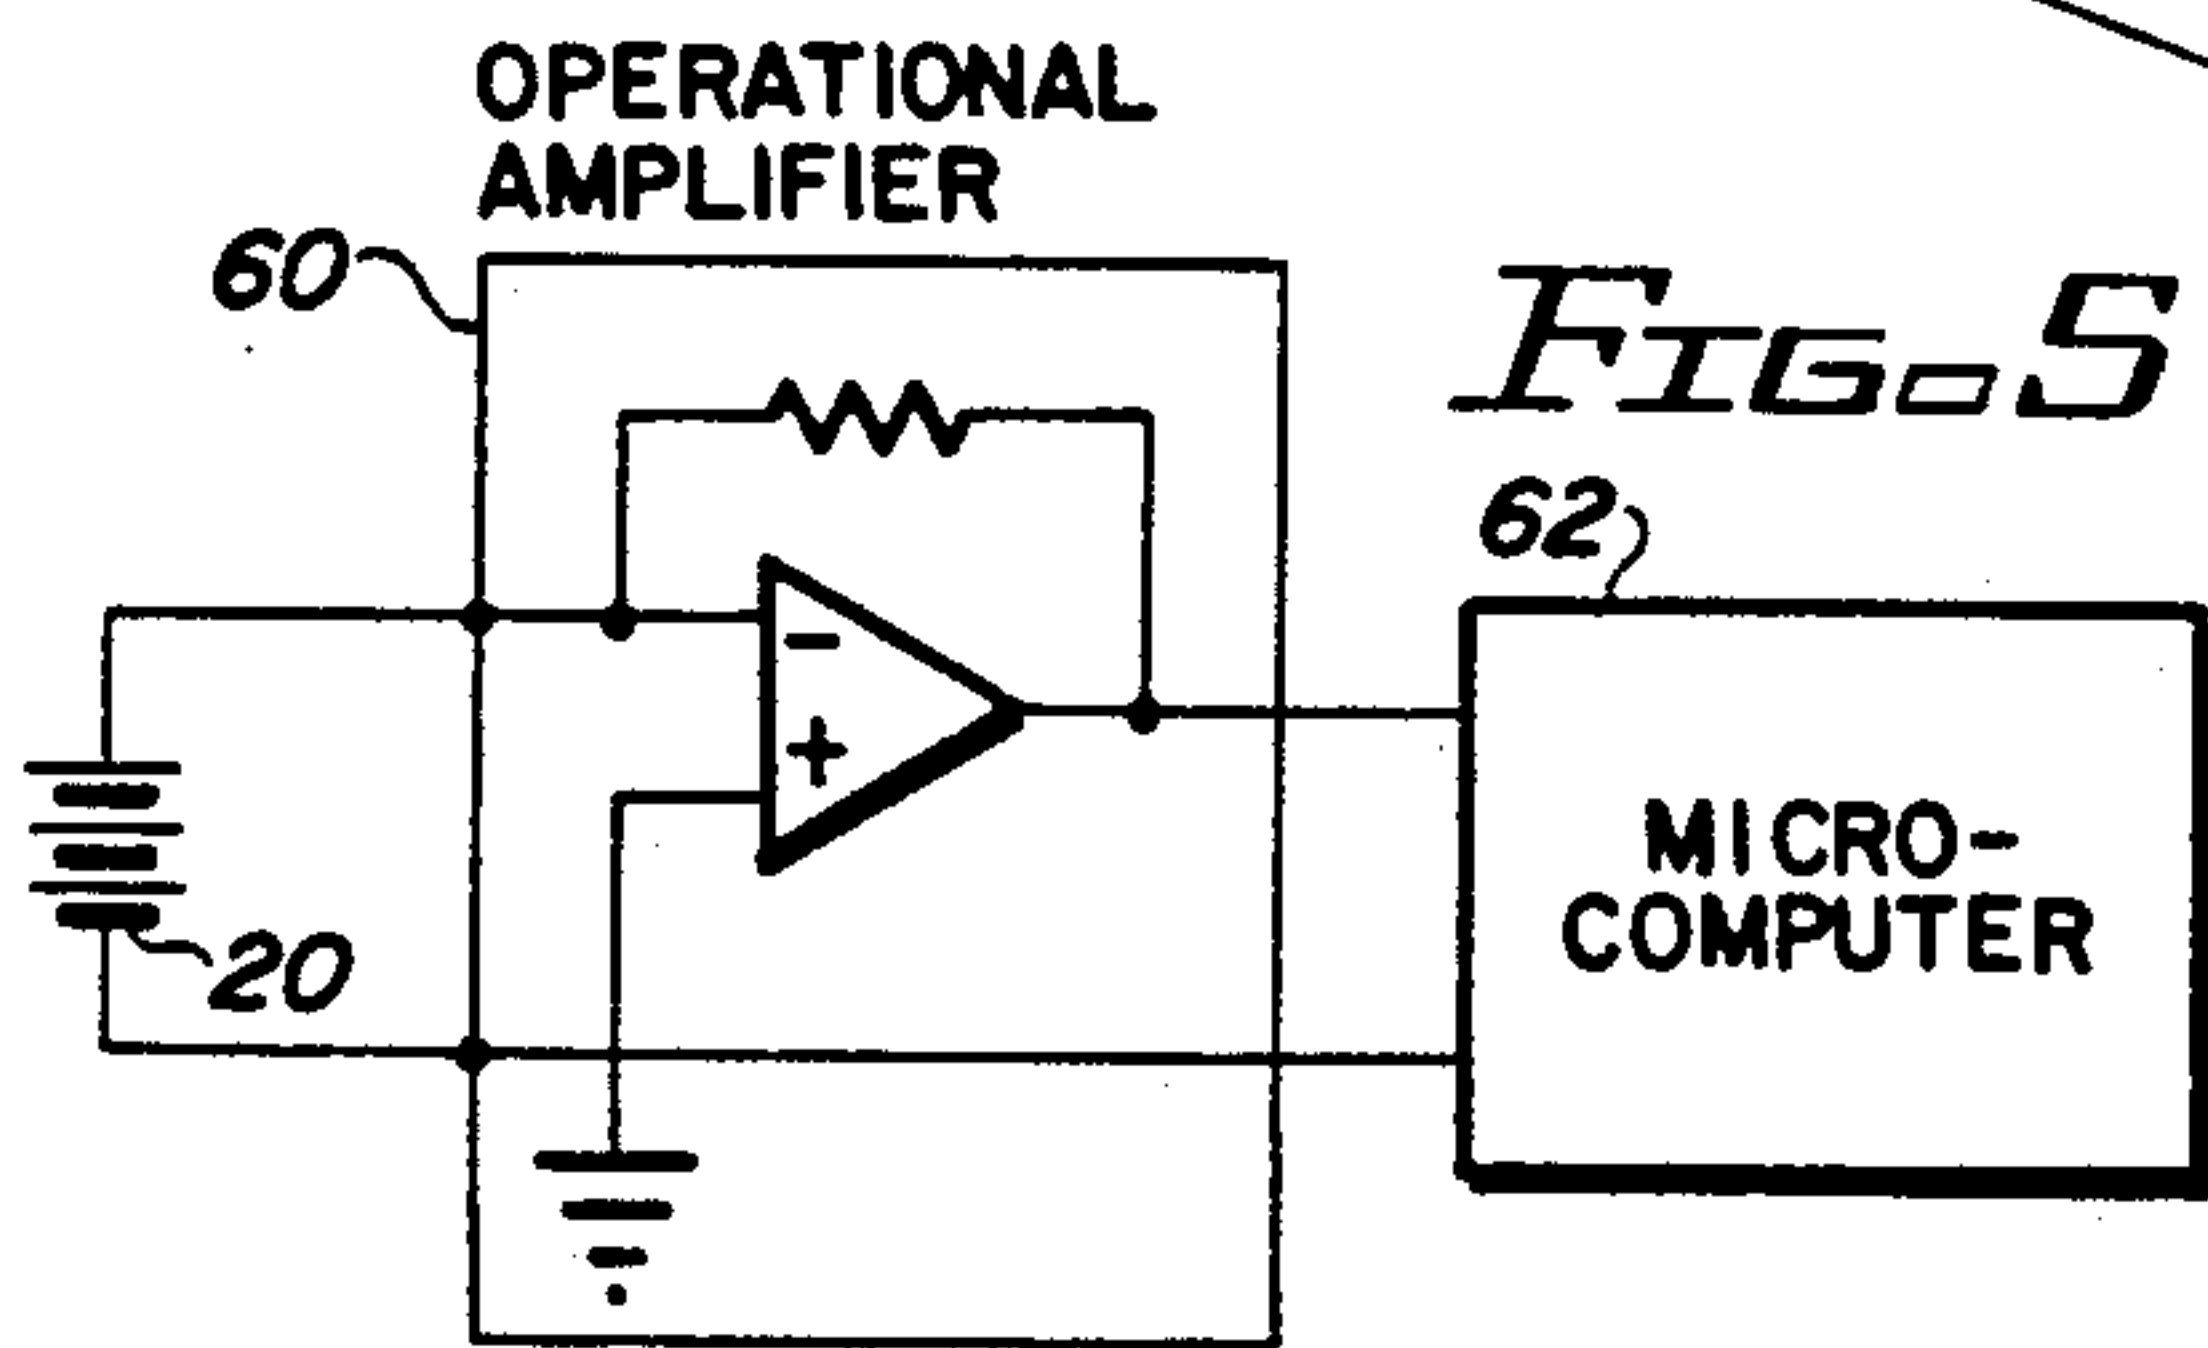 OPERATIONAL
AMPLIFIER
60
FIG-5
62
-
+
MICRO-
COMPUTER
20